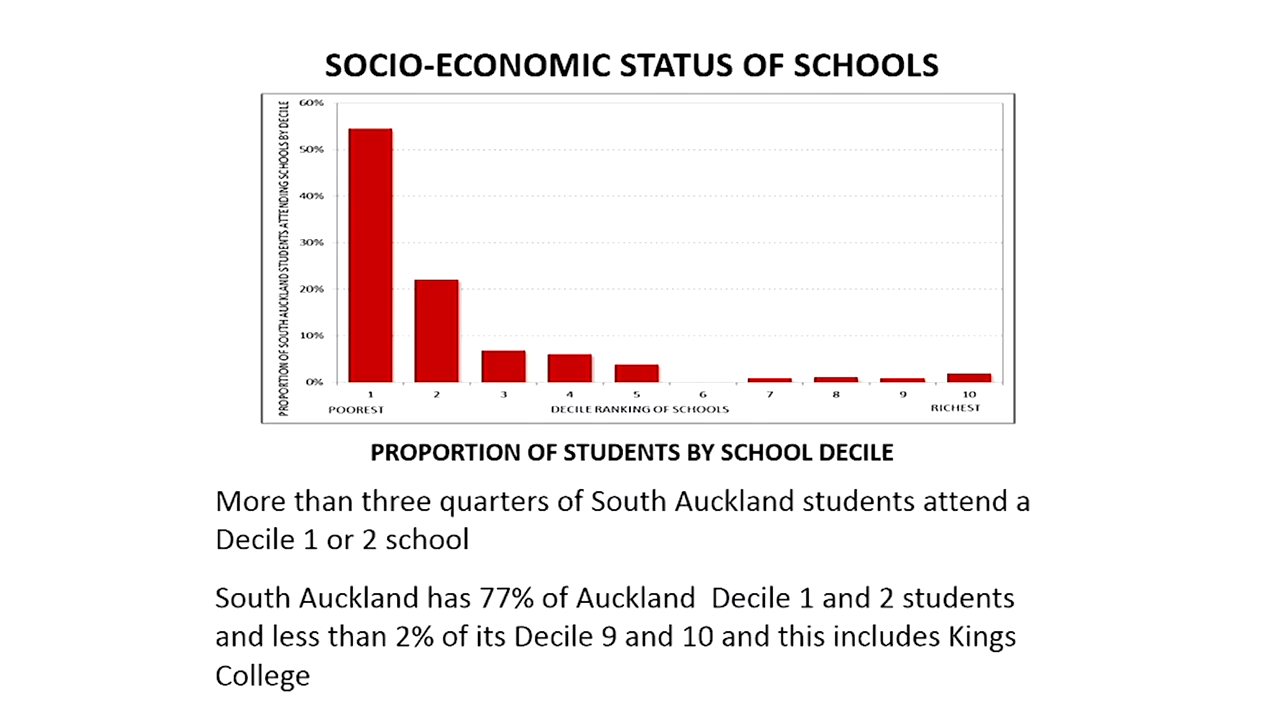 SOCIO-ECONOMIC STATUS OF SCHOOLS
PROPORTION OF SOUTH AUCKLAND STUDENTS ATTENDING SCHOOLS BY DECILE
60%
50%
40%
30%
20%
10%
0%
1 2 3 4 5 6 7 8 9 10
POOREST DECILE RANKING OF SCHOOLS RICHEST
PROPORTION OF STUDENTS BY SCHOOL DECILE
More than three quarters of South Auckland students attend a
Decile 1 or 2 school
South Auckland has 77% of Auckland  Decile 1 and 2 students
and less than 2% of its Decile 9 and 10 and this includes Kings
College